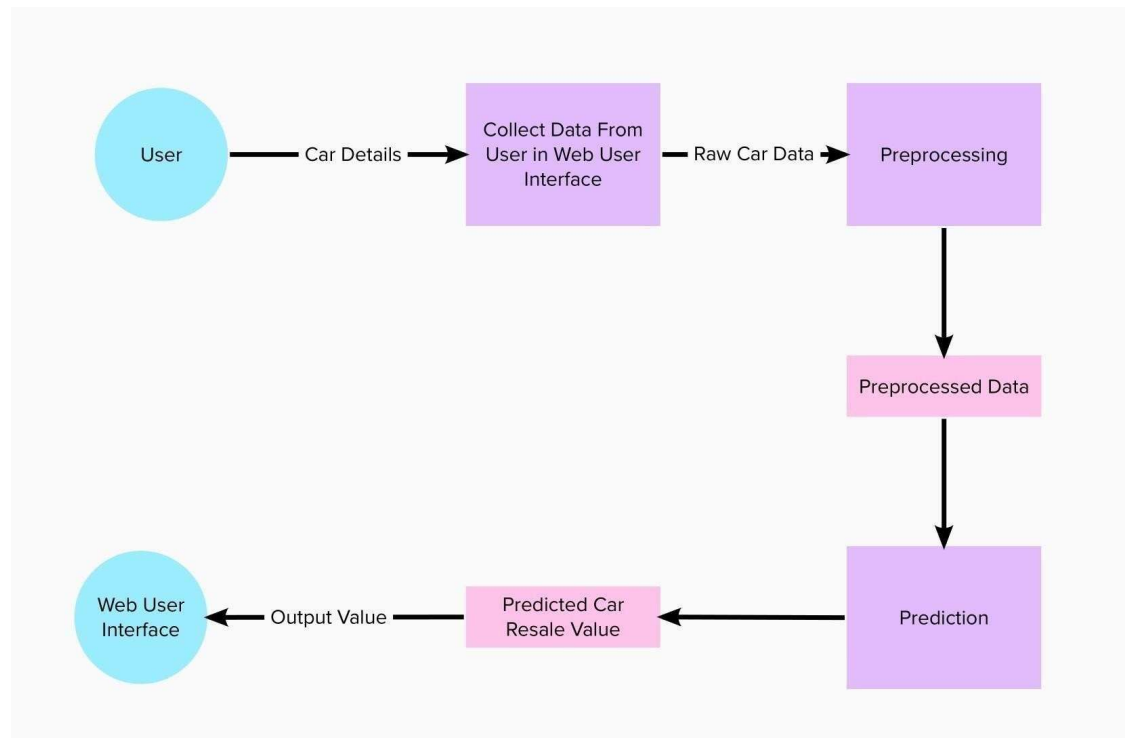 User
Car Details
Collect Data From
User in Web User
Interface
Raw Car Data
Preprocessing
Preprocessed Data
Prediction
Predicted Car
Resale Value
Output Value
Web User
Interface